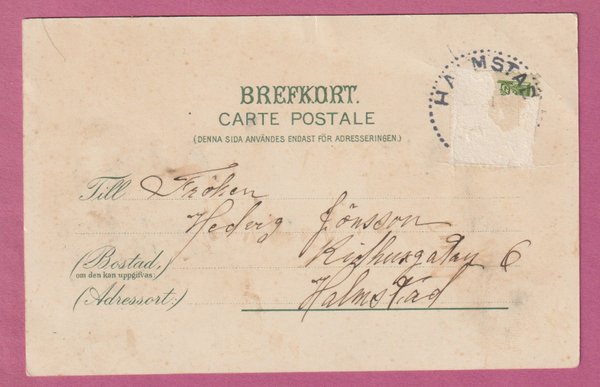 BREFKORT.
CARTE POSTALE
(DENNA SIDA ANVÄNDES ENDAST FÖR ADRESSERINGEN.)
HALMSTAD
Till Fröken
Hedvig Jönsson
(Bostad, Ridhusgatan 6
om den kan uppgifvas)
(Adressort:) Halmstad